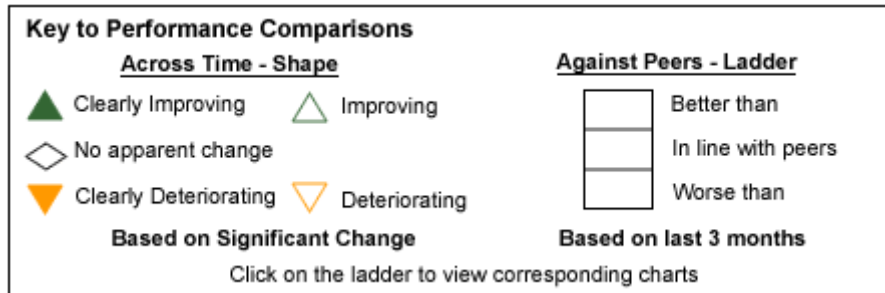 Key to Performance Comparisons
Across Time - Shape
Against Peers - Ladder
Clearly Improving
Improving
Better than
No apparent change
In line with peers
Clearly Deteriorating
Deteriorating
Worse than
Based on Significant Change
Based on last 3 months
Click on the ladder to view corresponding charts